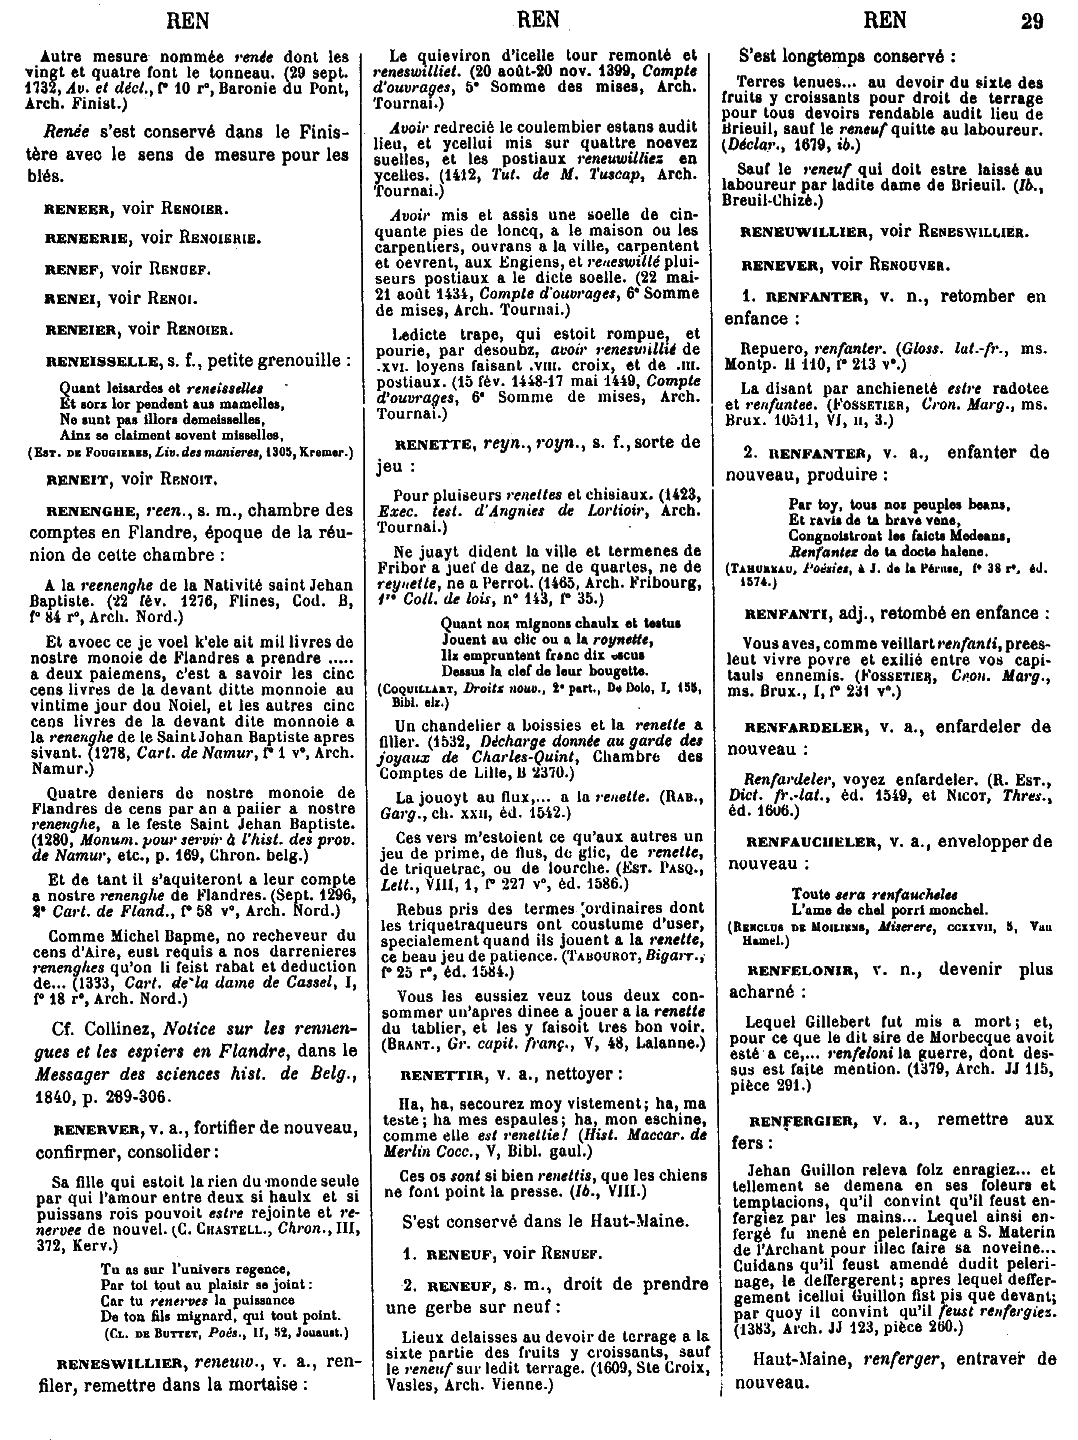 REN
REN
REN
29
Autre mesure nommée renée dont les
vingt et quatre font le tonneau. (29 sept.
1732, Av. et décl., f° 10 r°, Baronie du Pont,
Arch. Finist.)
Renée s'est conservé dans le Finis-
tère avec le sens de mesure pour les
blés.
RENEER, voir RENOIER.
RENEERIE, voir RENOIERIE.
RENEF, voir RENUEF.
RENEI, voir RENOI.
RENEIER, voir RENOIER.
RENEISSELLE, s. f., petite grenouille :
Quant leisardes et reneisselles
Et sorz lor pendent aus mamelles,
Ne sunt pas illors demeisselles,
Ainz se claiment sovent misselles,
(EST. DE FOUGIERES, Liv. des manieres, 1305, Kremer.)
RENEIT, voir RENOIT.
RENENGHE, reen., s. m., chambre des
comptes en Flandre, époque de la réu-
nion de cette chambre :
A la reenenghe de la Nativité saint Jehan
Baptiste. (22 fév. 1276, Flines, Cod. B,
f° 84 r°, Arch. Nord.)
Et avoec ce je voel k'ele ait mil livres de
nostre monoie de Flandres a prendre .....
a deux paiemens, c'est a savoir les cinc
cens livres de la devant ditte monnoie au
vintime jour dou Noiel, et les autres cinc
cens livres de la devant dite monnoie a
la renenghe de le Saint Johan Baptiste apres
sivant. (1278, Cart. de Namur, f° 1 v°, Arch.
Namur.)
Quatre deniers de nostre monoie de
Flandres de cens par an a paiier a nostre
renenghe, a le feste Saint Jehan Baptiste.
(1280, Monum. pour servir à l'hist. des prov.
de Namur, etc., p. 169, Chron. belg.)
Et de tant il s'aquiteront a leur compte
a nostre renenghe de Flandres. (Sept. 1296,
2e Cart. de Fland., f° 58 v°, Arch. Nord.)
Comme Michel Bapme, no recheveur du
cens d'Aire, eust requis a nos darrenieres
renenghes qu'on li feist rabat et deduction
de... (1333, Cart. de la dame de Cassel, I,
f° 18 r°, Arch. Nord.)
Cf. Collinez, Notice sur les rennen-
gues et les espiers en Flandre, dans le
Messager des sciences hist. de Belg.,
1840, p. 289-306.
RENERVER, v. a., fortifier de nouveau,
confirmer, consolider :
Sa fille qui estoit la rien du monde seule
par qui l'amour entre deux si haulx et si
puissans rois pouvoit estre rejointe et re-
nervee de nouvel. (C. CHASTELL., Chron., III,
372, Kerv.)
Tu as sur l'univers regence,
Par toi tout au plaisir se joint :
Car tu renerves la puissance
De ton fils mignard, qui tout point.
(CL. DE BUTTET, Poés., II, 52, Jouaust.)
RENESWILLIER, reneuw., v. a., ren-
filer, remettre dans la mortaise :
Le quieviron d'icelle tour remonté et
reneswilliet. (20 août-20 nov. 1399, Compte
d'ouvrages, 5e Somme des mises, Arch.
Tournai.)
Avoir redrecié le coulembier estans audit
lieu, et ycellui mis sur quattre noevez
suelles, et les postiaux reneuwilliez en
ycelles. (1412, Tut. de M. Tuscap, Arch.
Tournai.)
Avoir mis et assis une soelle de cin-
quante pies de loncq, a le maison ou les
carpentiers, ouvrans a la ville, carpentent
et oevrent, aux Engiens, et reneswillé plui-
seurs postiaux a le dicte soelle. (22 mai-
21 août 1434, Compte d'ouvrages, 6e Somme
de mises, Arch. Tournai.)
Ledicte trape, qui estoit rompue, et
pourie, par desoubz, avoir renesvillié de
.XVI. loyens faisant .VIII. croix, et de .III.
postiaux. (15 fév. 1448-17 mai 1449, Compte
d'ouvrages, 6e Somme de mises, Arch.
Tournai.)
RENETTE, reyn., royn., s. f., sorte de
jeu :
Pour pluiseurs renettes et chisiaux. (1423,
Exec. test. d'Angnies de Lortioir, Arch.
Tournai.)
Ne juayt dident la ville et termenes de
Fribor a juef de daz, ne de quartes, ne de
reynette, ne a Perrot. (1465, Arch. Fribourg,
1re Coll. de lois, n° 143, f° 35.)
Quant noz mignons chaulx et testus
Jouent au clic ou a la roynette,
Ilz empruntent franc dix escus
Dessus la clef de leur bougette.
(COQUILLART, Droitz nouv., 2e part., De Dolo, I, 155,
Bibl. elz.)
Un chandelier a boissies et la renette a
filler. (1532, Décharge donnée au garde des
joyaux de Charles-Quint, Chambre des
Comptes de Lille, B 2370.)
La jouoyt au flux,... a la renette. (RAB.,
Garg., ch. XXII, éd. 1542.)
Ces vers m'estoient ce qu'aux autres un
jeu de prime, de flus, de glic, de renette,
de triquetrac, ou de lourche. (EST. PASQ.,
Lett., VIII, 1, f° 227 v°, éd. 1586.)
Rebus pris des termes ordinaires dont
les triquetraqueurs ont coustume d'user,
specialement quand ils jouent a la renette,
ce beau jeu de patience. (TABOUROT, Bigarr.,
f° 25 r°, éd. 1584.)
Vous les eussiez veuz tous deux con-
sommer un'apres dinee a jouer a la renette
du tablier, et les y faisoit tres bon voir.
(BRANT., Gr. capit. franç., V, 48, Lalanne.)
RENETTIR, v. a., nettoyer :
Ha, ha, secourez moy vistement ; ha, ma
teste ; ha mes espaules ; ha, mon eschine,
comme elle est renettie ! (Hist. Maccar. de
Merlin Cocc., V, Bibl. gaul.)
Ces os sont si bien renettis, que les chiens
ne font point la presse. (Ib., VIII.)
S'est conservé dans le Haut-Maine.
1. RENEUF, voir RENUEF.
2. RENEUF, s. m., droit de prendre
une gerbe sur neuf :
Lieux delaisses au devoir de terrage a la
sixte partie des fruits y croissants, sauf
le reneuf sur ledit terrage. (1609, Ste Croix,
Vasles, Arch. Vienne.)
S'est longtemps conservé :
Terres tenues... au devoir du sixte des
fruits y croissants pour droit de terrage
pour tous devoirs rendable audit lieu de
Brieuil, sauf le reneuf quitte au laboureur.
(Déclar., 1679, ib.)
Sauf le reneuf qui doit estre laissé au
laboureur par ladite dame de Brieuil. (Ib.,
Breuil-Chizé.)
RENEUWILLIER, voir RENESWILLIER.
RENEVER, voir RENOUVER.
1. RENFANTER, v. n., retomber en
enfance :
Repuero, renfanter. (Gloss. lat.-fr., ms.
Montp. H 110, f° 213 v°.)
La disant par anchieneté estre radotee
et renfantee. (FOSSETIER, Cron. Marg., ms.
Brux. 10511, VI, II, 3.)
2. RENFANTER, v. a., enfanter de
nouveau, produire :
Par toy, tous noz peuples beans,
Et ravis de ta brave vene,
Congnoistront les faicts Medeans,
Renfantez de ta docte halene.
(TAHUREAU, Poésies, à J. de la Péruse, f° 38 r°, éd.
1574.)
RENFANTI, adj., retombé en enfance :
Vous aves, comme veillart renfanti, prees-
leut vivre povre et exilié entre vos capi-
tauls ennemis. (FOSSETIER, Cron. Marg.,
ms. Brux., I, f° 231 v°.)
RENFARDELER, v. a., enfardeler de
nouveau :
Renfardeler, voyez enfardeler. (R. EST.,
Dict. fr.-lat., éd. 1549, et NICOT, Thres.,
éd. 1606.)
RENFAUCHELER, v. a., envelopper de
nouveau :
Toute sera renfauchelee
L'ame de chel porri monchel.
(RENCLUS DE MOILIENS, Miserere, CCXXVII, 5, Van
Hamel.)
RENFELONIR, v. n., devenir plus
acharné :
Lequel Gillebert fut mis a mort ; et,
pour ce que le dit sire de Morbecque avoit
esté a ce,... renfeloni la guerre, dont des-
sus est faite mention. (1379, Arch. JJ 115,
pièce 291.)
RENFERGIER, v. a., remettre aux
fers :
Jehan Guillon releva folz enragiez... et
tellement se demena en ses foleurs et
temptacions, qu'il convint qu'il feust en-
fergiez par les mains... Lequel ainsi en-
fergé fu mené en pelerinage a S. Materin
de l'Archant pour illec faire sa noveine...
Cuidans qu'il feust amendé dudit peleri-
nage, le deffergerent ; apres lequel deffer-
gement icellui Guillon fist pis que devant;
par quoy il convint qu'il feust renfergiez.
(1383, Arch. JJ 123, pièce 260.)
Haut-Maine, renferger, entraver de
nouveau.